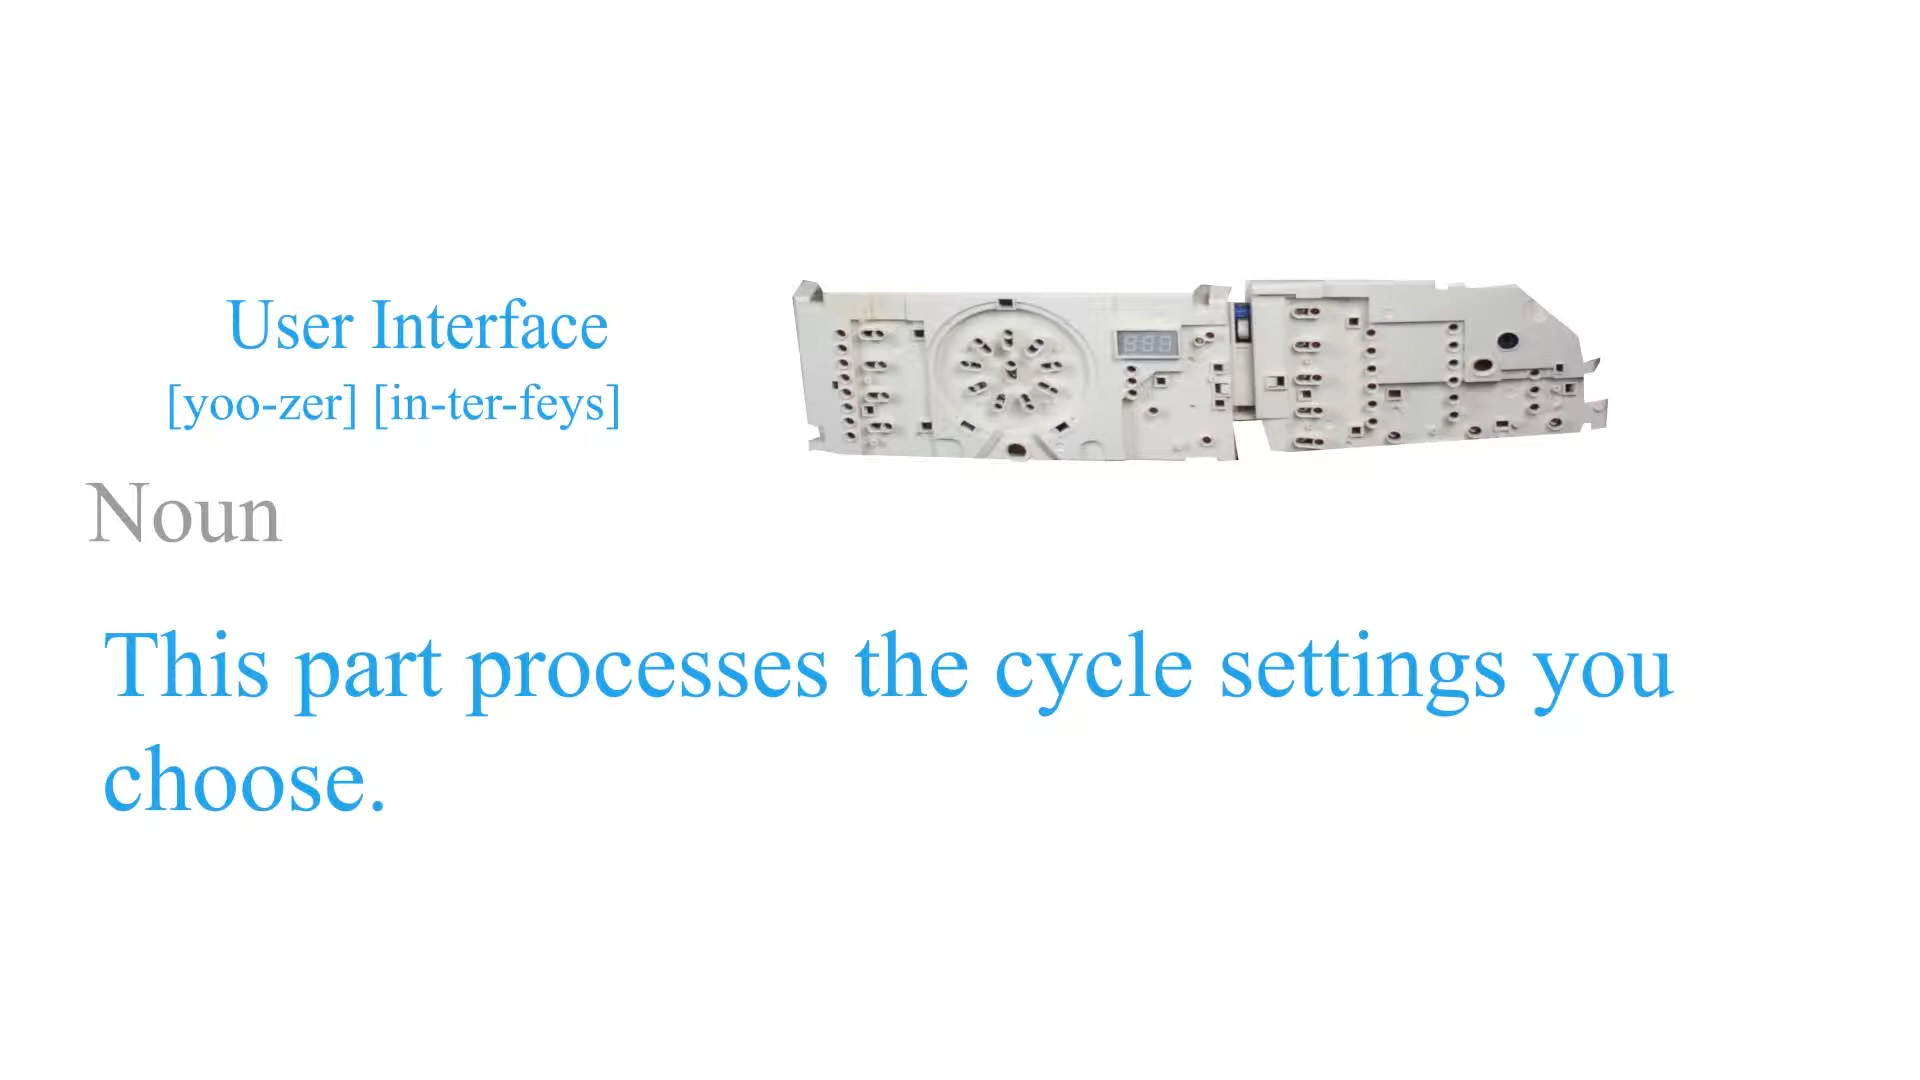 User Interface
[yoo-zer] [in-ter-feys]
Noun
This part processes the cycle settings you
choose.